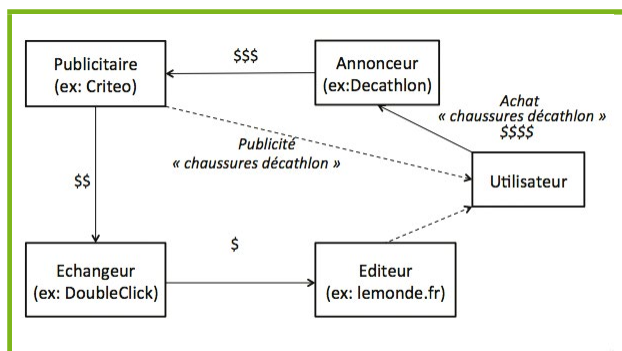 Publicitaire
(ex: Criteo)
$$$
Annonceur
(ex:Decathlon)
Achat
« chaussures décathlon »
$$$$
Publicité
« chaussures décathlon »
$$
Utilisateur
Echangeur
(ex: DoubleClick)
$
Editeur
(ex: lemonde.fr)